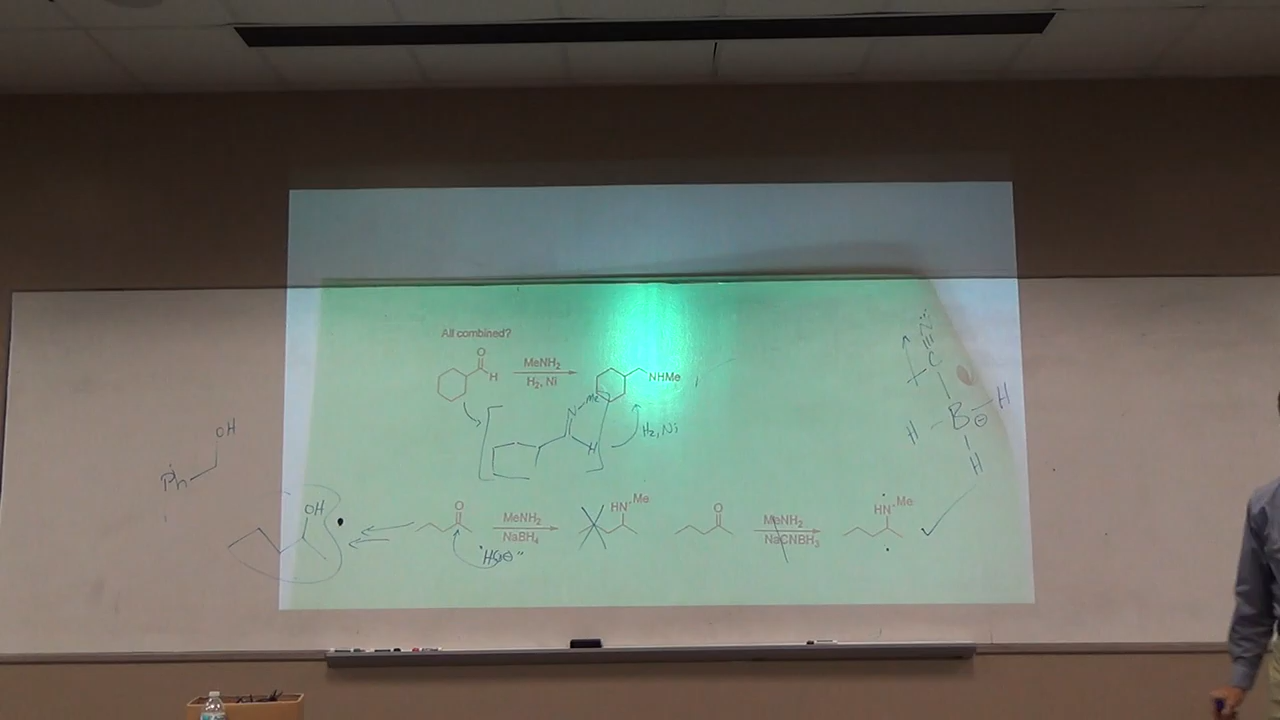 All combined?
O
H
MeNH2
H2, Ni
NHMe
N
Me
H
H2, Ni
N
C
H
B ⊖
H
H
OH
Ph
OH
O
MeNH2
NaBH4
HN
Me
O
MeNH2
NaCNBH3
HN
Me